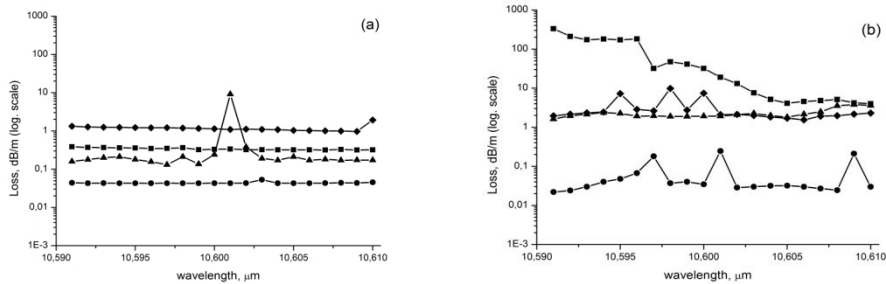 (a)
1000
100
10
1
0,1
0,01
1E-3
Loss, dB/m (log. scale)
10,590 10,595 10,600 10,605 10,610
wavelength, μm
(b)
1000
100
10
1
0,1
0,01
1E-3
Loss, dB/m (log. scale)
10,590 10,595 10,600 10,605 10,610
wavelength, μm